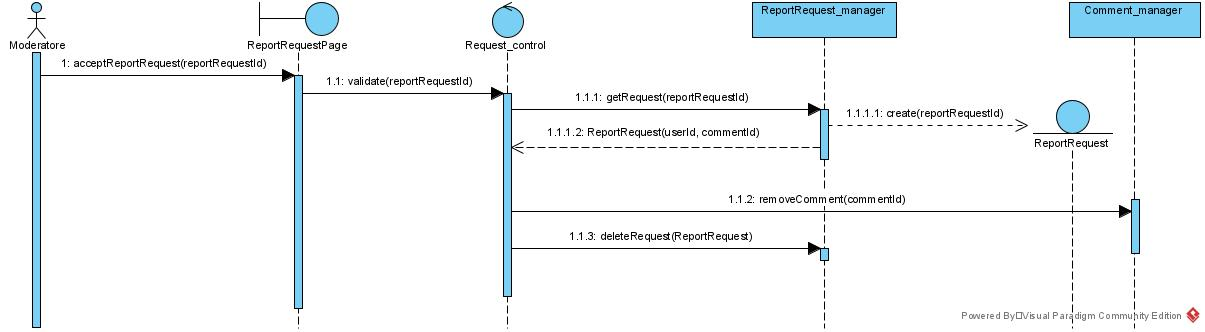 Moderatore
ReportRequestPage
Request_control
ReportRequest_manager
Comment_manager
1: acceptReportRequest(reportRequestId)
1.1: validate(reportRequestId)
1.1.1: getRequest(reportRequestId)
1.1.1.1: create(reportRequestId)
1.1.1.2: ReportRequest(userId, commentId)
ReportRequest
1.1.2: removeComment(commentId)
1.1.3: deleteRequest(ReportRequest)
Powered By□Visual Paradigm Community Edition